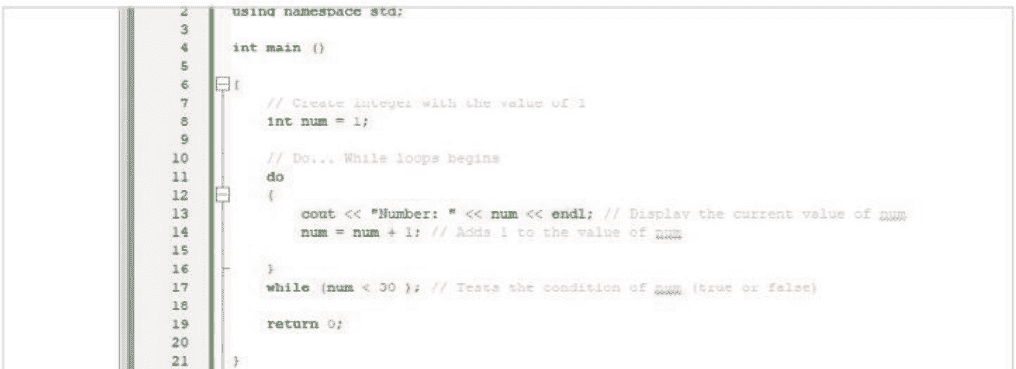 2 using namespace std;
3
4 int main ()
5
6 {
7 // Create integer with the value of 1
8 int num = 1;
9
10 // Do... While loops begins
11 do
12 {
13 cout << "Number: " << num << endl; // Display the current value of num
14 num = num + 1; // Adds 1 to the value of num
15
16 }
17 while (num < 30 ); // Tests the condition of num (true or false)
18
19 return 0;
20
21 }